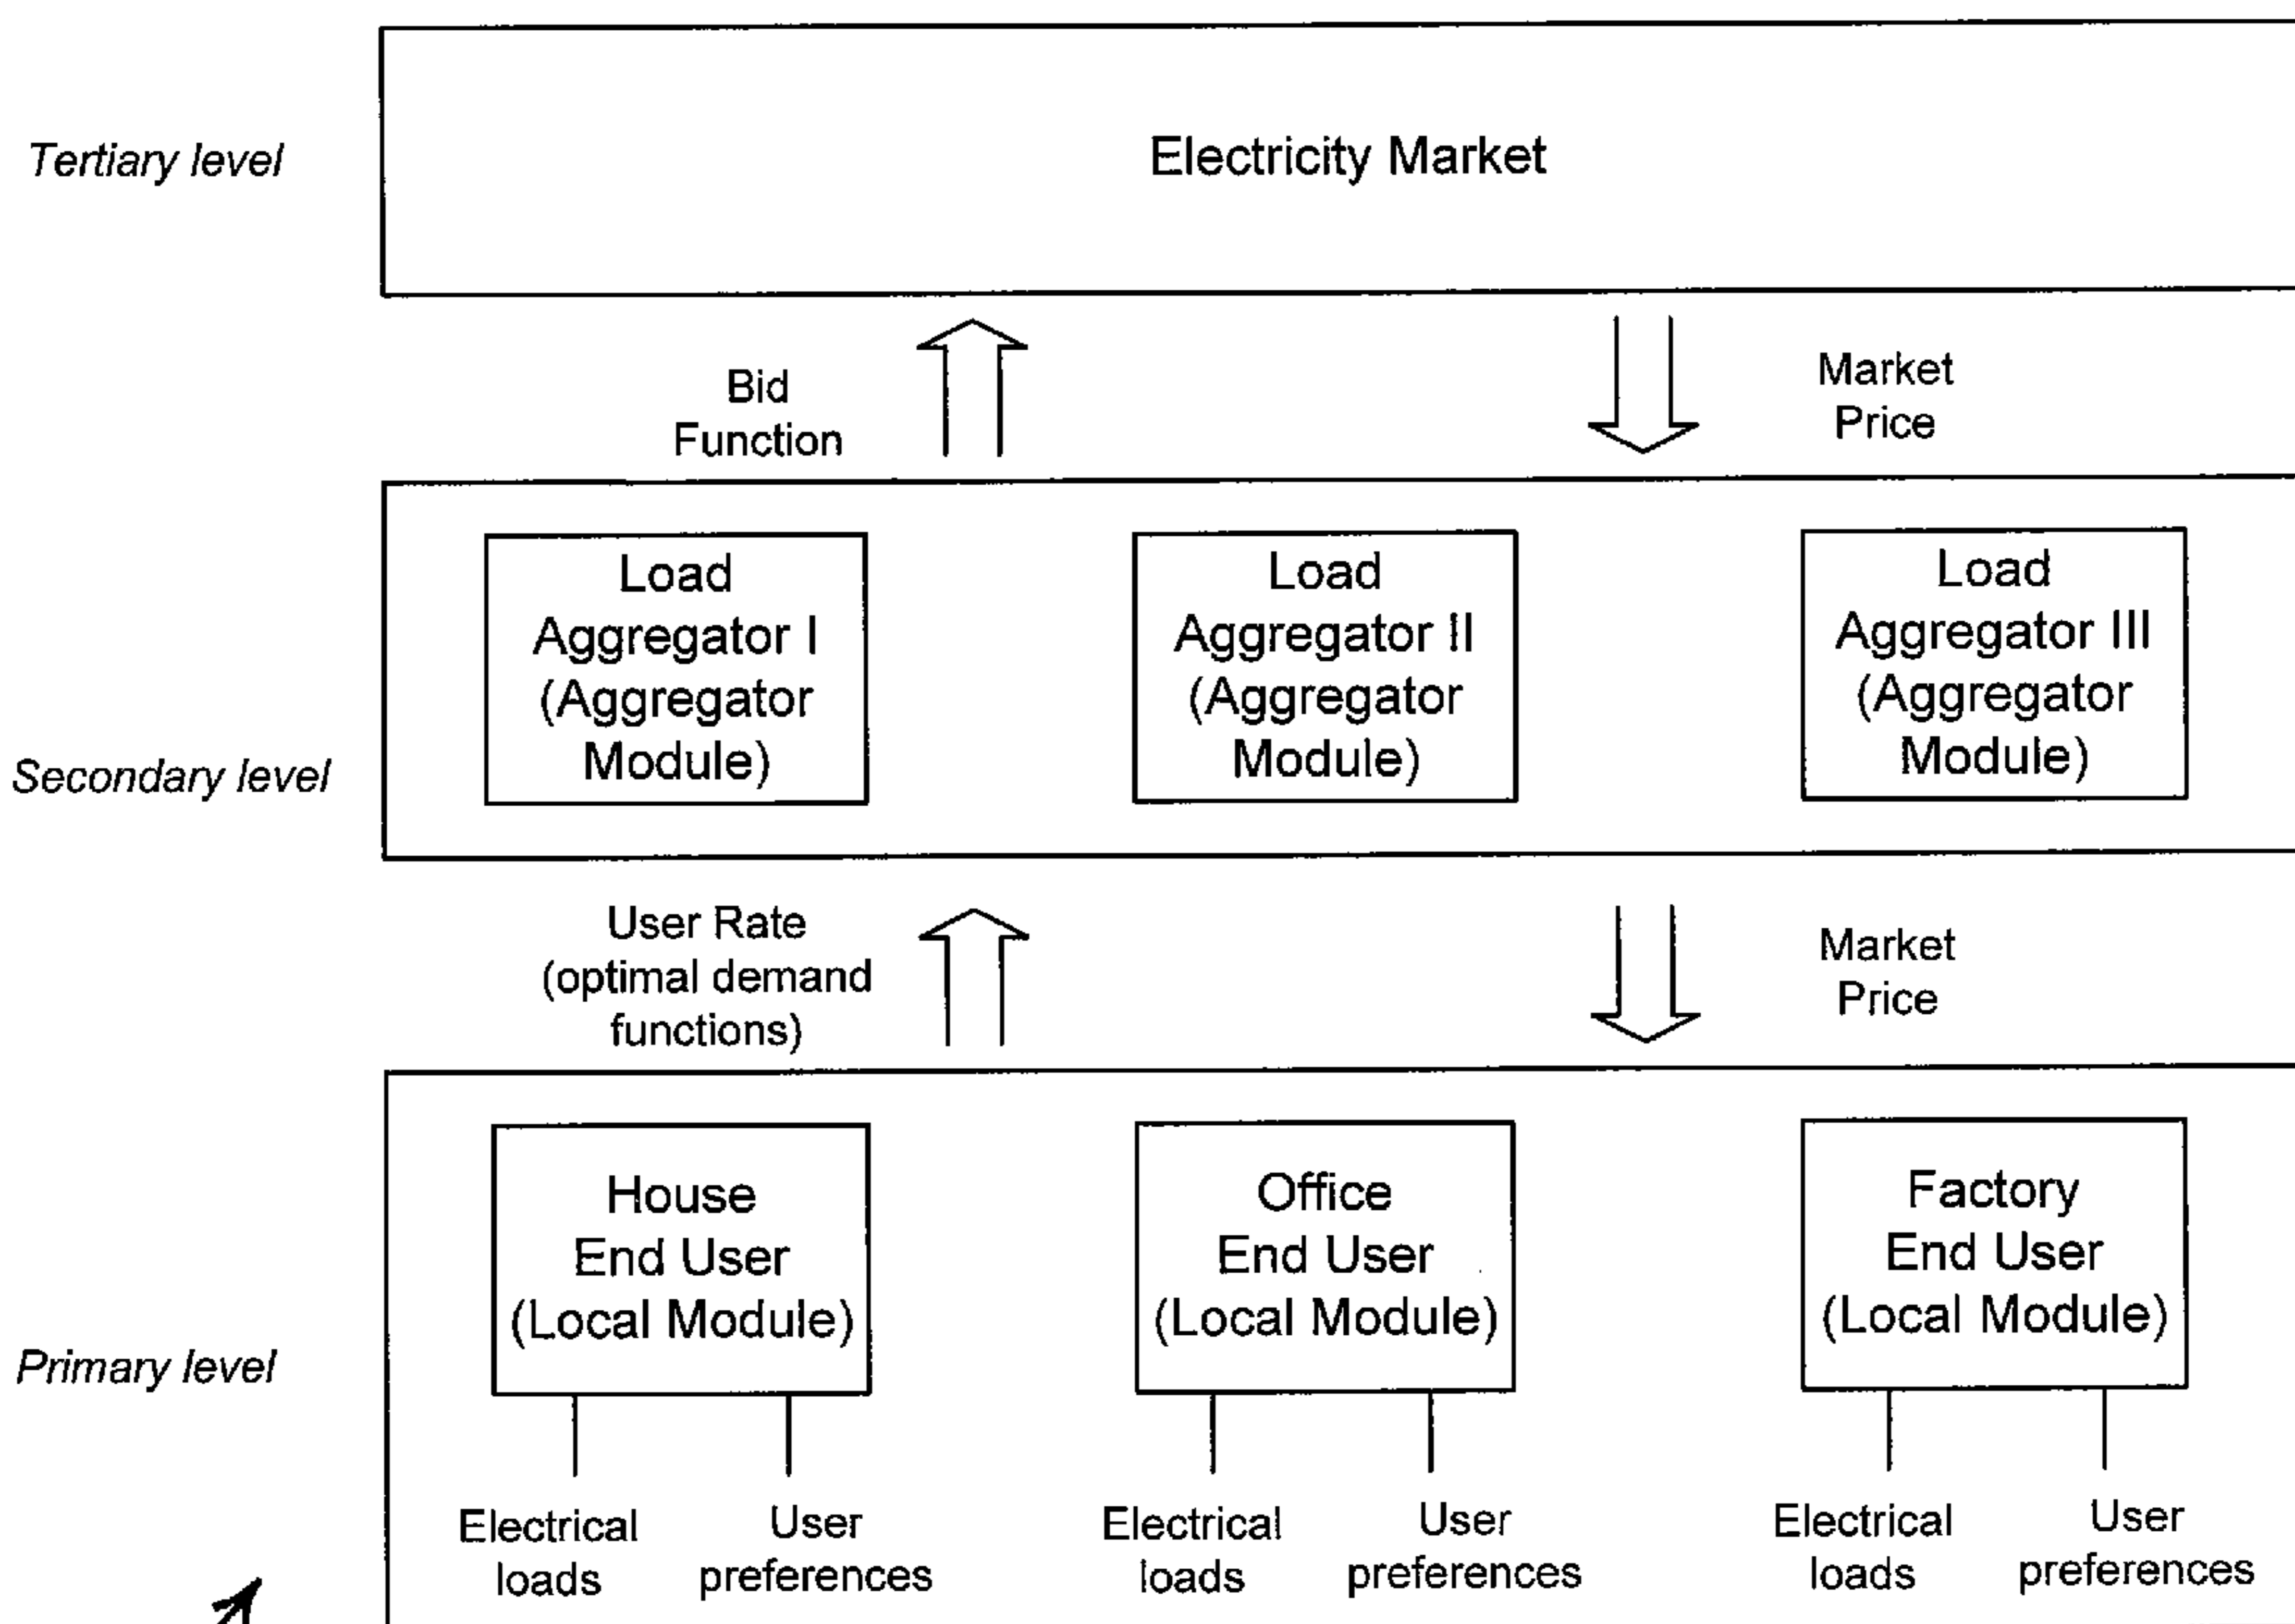 Tertiary level
Electricity Market
Bid
Function
Market
Price
Secondary level
Load
Aggregator I
(Aggregator
Module)
Load
Aggregator II
(Aggregator
Module)
Load
Aggregator III
(Aggregator
Module)
User Rate
(optimal demand
functions)
Market
Price
Primary level
House
End User
(Local Module)
Office
End User
(Local Module)
Factory
End User
(Local Module)
Electrical
loads
User
preferences
Electrical
loads
User
preferences
Electrical
loads
User
preferences